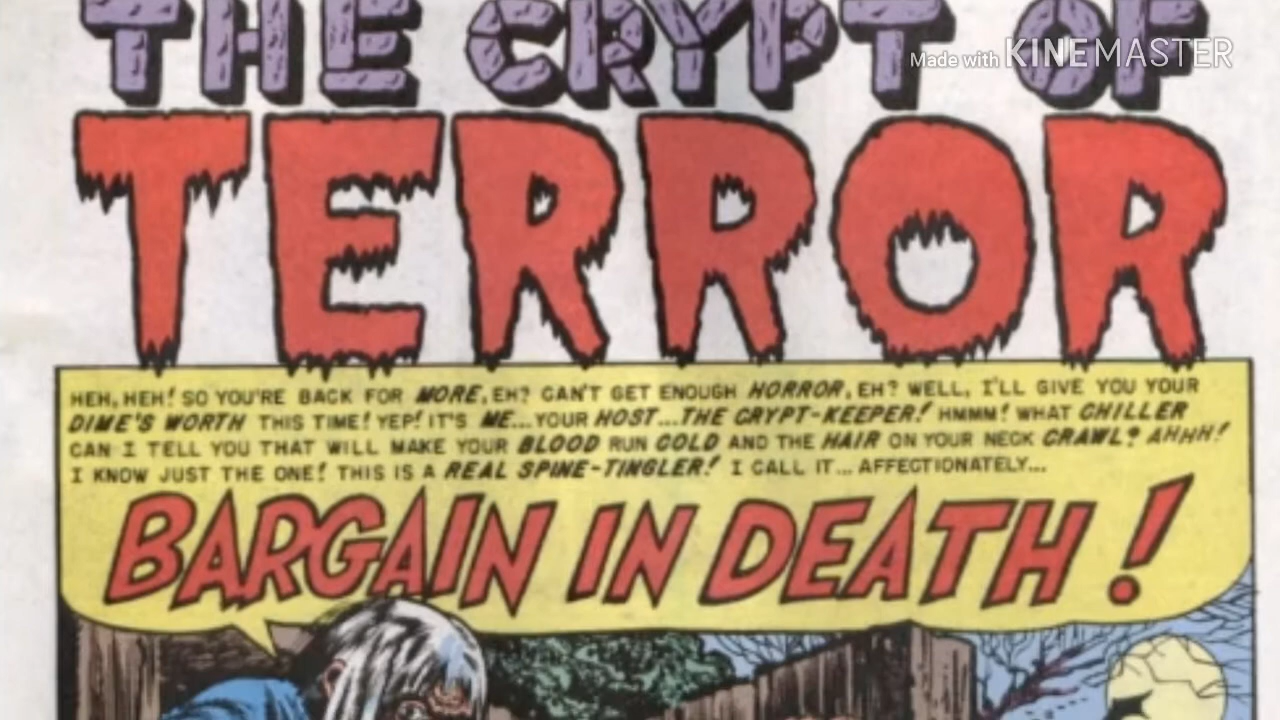 THE CRYPT OF
Made with KINEMASTER
TERROR
HEH, HEH! SO YOU'RE BACK FOR MORE, EH? CAN'T GET ENOUGH HORROR, EH? WELL, I'LL GIVE YOU YOUR
DIME'S WORTH THIS TIME! YEP! IT'S ME...YOUR HOST...THE CRYPT-KEEPER! HMMM! WHAT CHILLER
CAN I TELL YOU THAT WILL MAKE YOUR BLOOD RUN COLD AND THE HAIR ON YOUR NECK CRAWL? AHHH!
I KNOW JUST THE ONE! THIS IS A REAL SPINE-TINGLER! I CALL IT... AFFECTIONATELY...
BARGAIN IN DEATH!